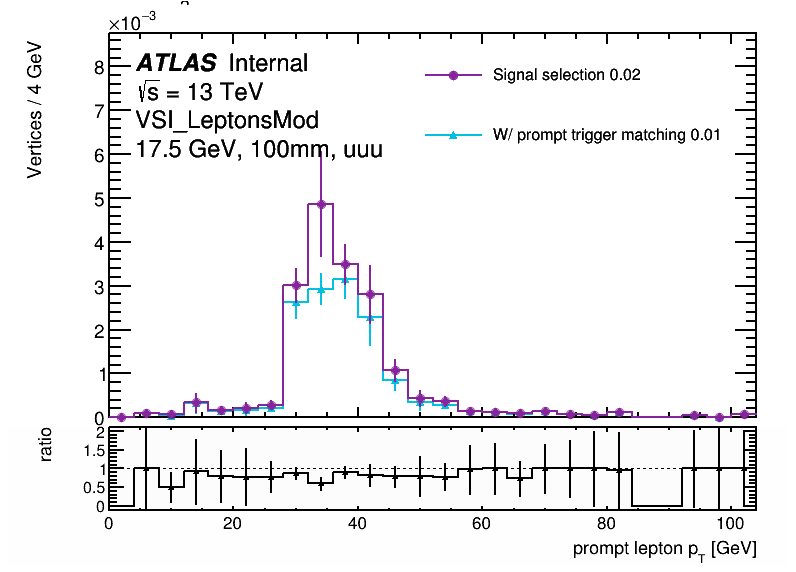 ×10⁻³
Vertices / 4 GeV
8
7
6
5
4
3
2
1
0
ATLAS Internal
√s = 13 TeV
VSI_LeptonsMod
17.5 GeV, 100mm, uuu
Signal selection 0.02
W/ prompt trigger matching 0.01
ratio
2
1.5
1
0.5
0
0 20 40 60 80 100
prompt lepton p_T [GeV]